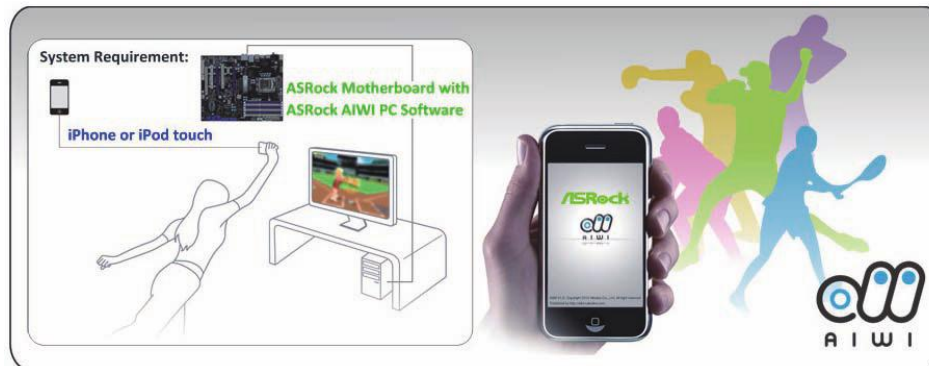 System Requirement:
ASRock Motherboard with
ASRock AIWI PC Software
iPhone or iPod touch
ASRock
AIWI
AIWI